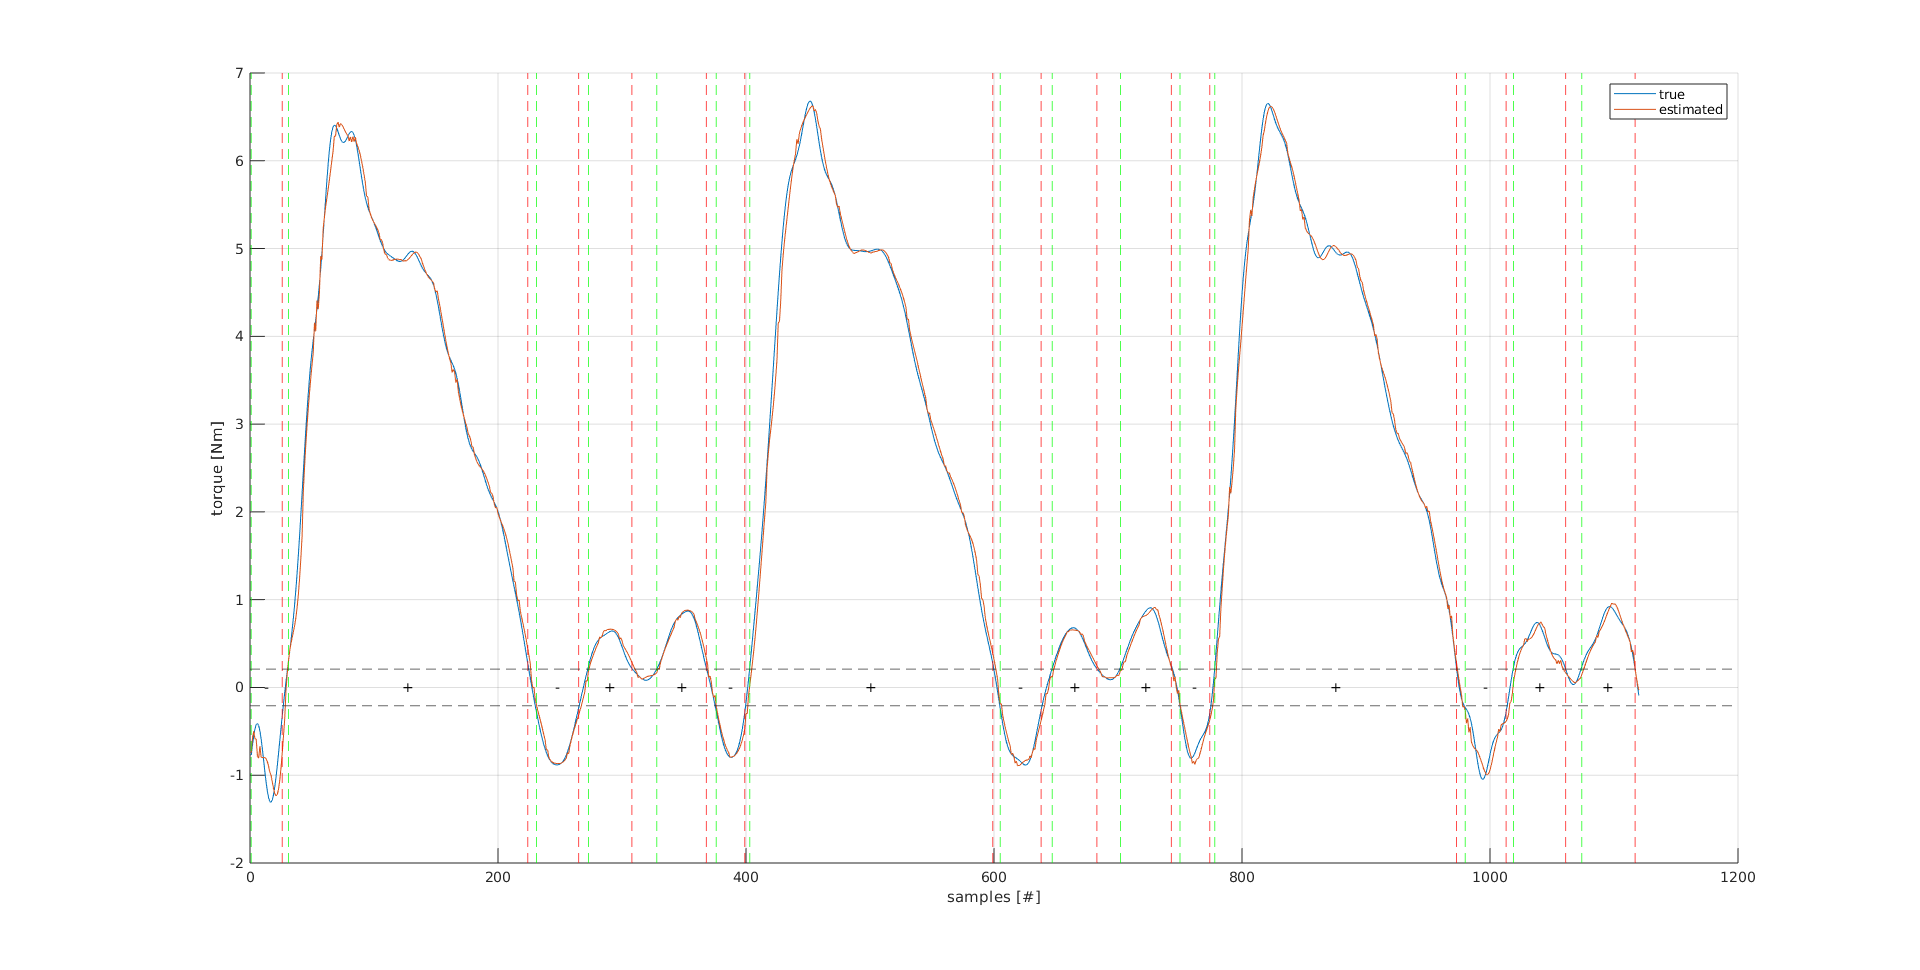 7
6
5
4
3
2
1
0
-1
-2
torque [Nm]
true
estimated
- + - + + - + - + + - + - + +
0 200 400 600 800 1000 1200
samples [#]